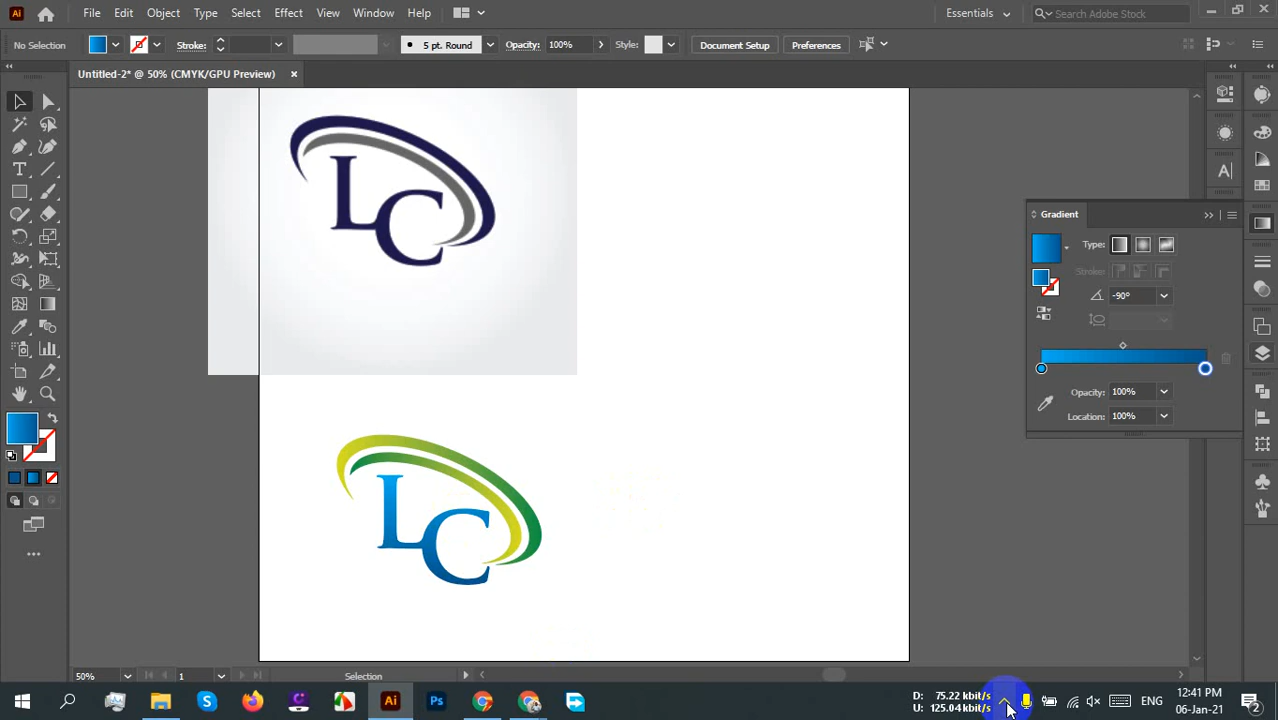 Ai File Edit Object Type Select Effect View Window Help Essentials Search Adobe Stock
No Selection Stroke: 5 pt. Round Opacity: 100% Style: Document Setup Preferences
Untitled-2* @ 50% (CMYK/GPU Preview)
LC
Gradient
Type:
Stroke:
-90°
Opacity: 100%
Location: 100%
LC
50% 1 Selection
S Ai Ps D: 75.22 kbit/s
U: 125.04 kbit/s
ENG 12:41 PM
06-Jan-21
2